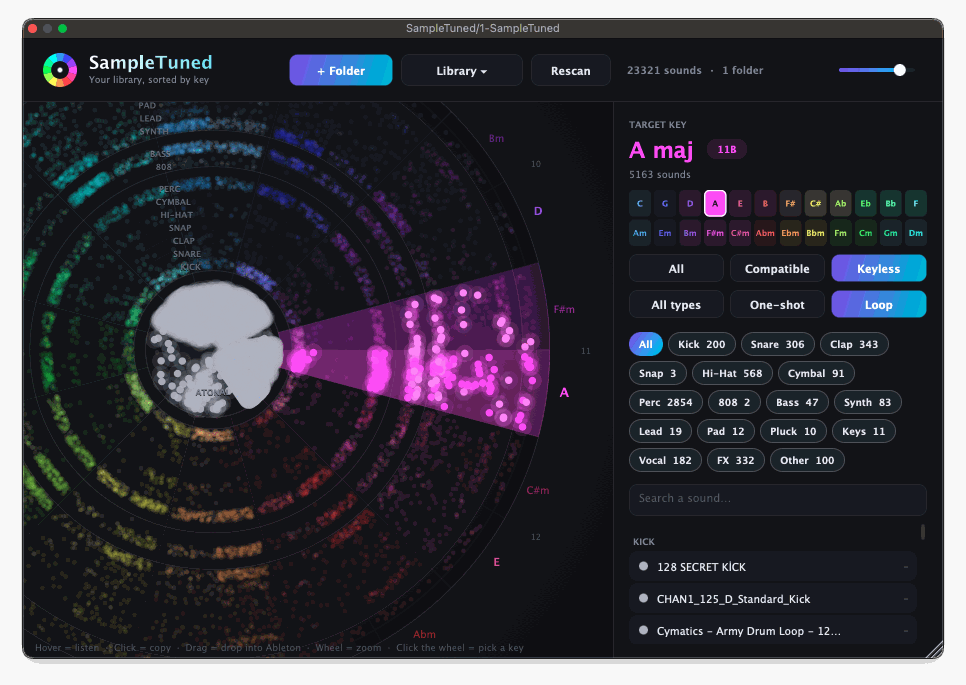 SampleTuned/1-SampleTuned
SampleTuned
Your library, sorted by key
+ Folder
Library
Rescan
23321 sounds · 1 folder
PAD
LEAD
SYNTH
BASS
808
PERC
CYMBAL
HI-HAT
SNAP
CLAP
SNARE
KICK
Bm
10
D
F#m
11
A
C#m
12
E
Abm
Hover = listen · Click = copy · Drag = drop into Ableton · Wheel = zoom · Click the wheel = pick a key
TARGET KEY
A maj 11B
5163 sounds
C G D A E B F# C# Ab Eb Bb F
Am Em Bm F#m C#m Abm Ebm Bbm Fm Cm Gm Dm
All Compatible Keyless
All types One-shot Loop
All Kick 200 Snare 306 Clap 343
Snap 3 Hi-Hat 568 Cymbal 91
Perc 2854 808 2 Bass 47 Synth 83
Lead 19 Pad 12 Pluck 10 Keys 11
Vocal 182 FX 332 Other 100
Search a sound...
KICK
128 SECRET KİCK –
CHAN1_125_D_Standard_Kick –
Cymatics – Army Drum Loop – 12... –